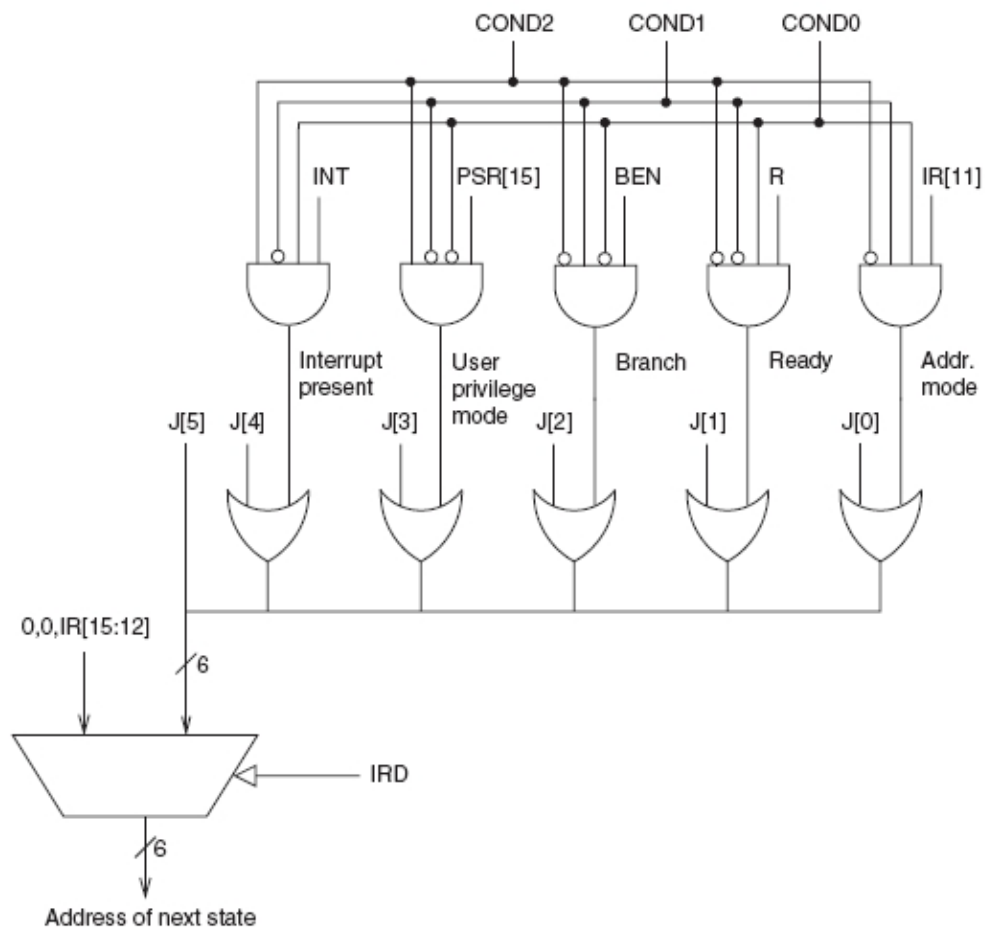 COND2 COND1 COND0
INT PSR[15] BEN R IR[11]
Interrupt present
User privilege mode
Branch
Ready
Addr. mode
J[5] J[4] J[3] J[2] J[1] J[0]
0,0,IR[15:12]
6
IRD
6
Address of next state